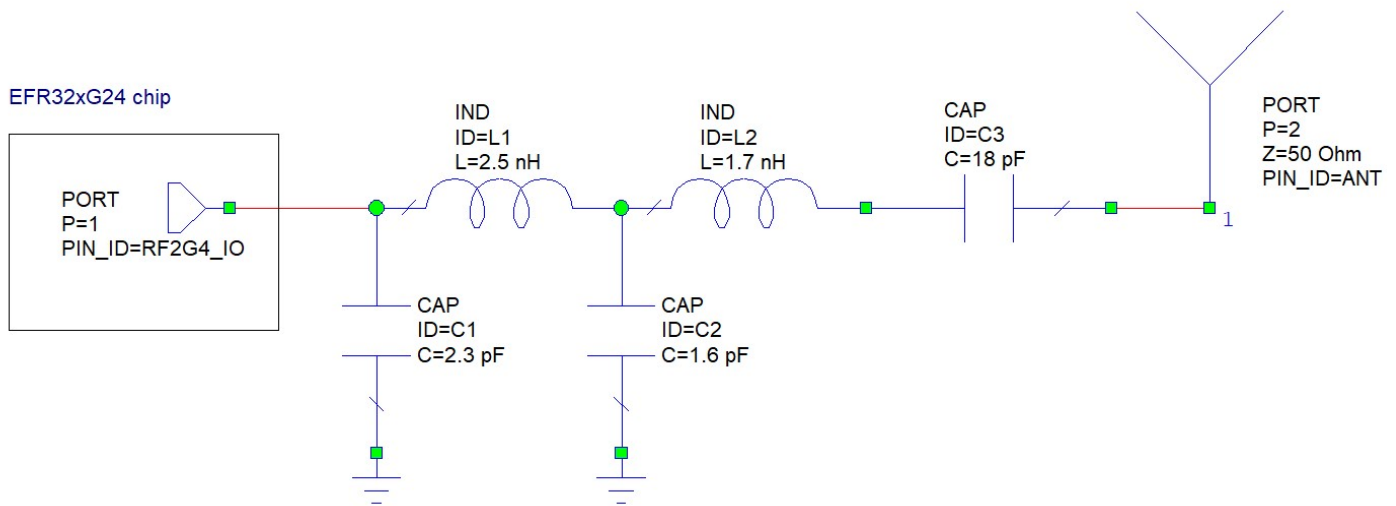 EFR32xG24 chip
PORT
P=1
PIN_ID=RF2G4_IO
IND
ID=L1
L=2.5 nH
IND
ID=L2
L=1.7 nH
CAP
ID=C3
C=18 pF
PORT
P=2
Z=50 Ohm
PIN_ID=ANT
1
CAP
ID=C1
C=2.3 pF
CAP
ID=C2
C=1.6 pF